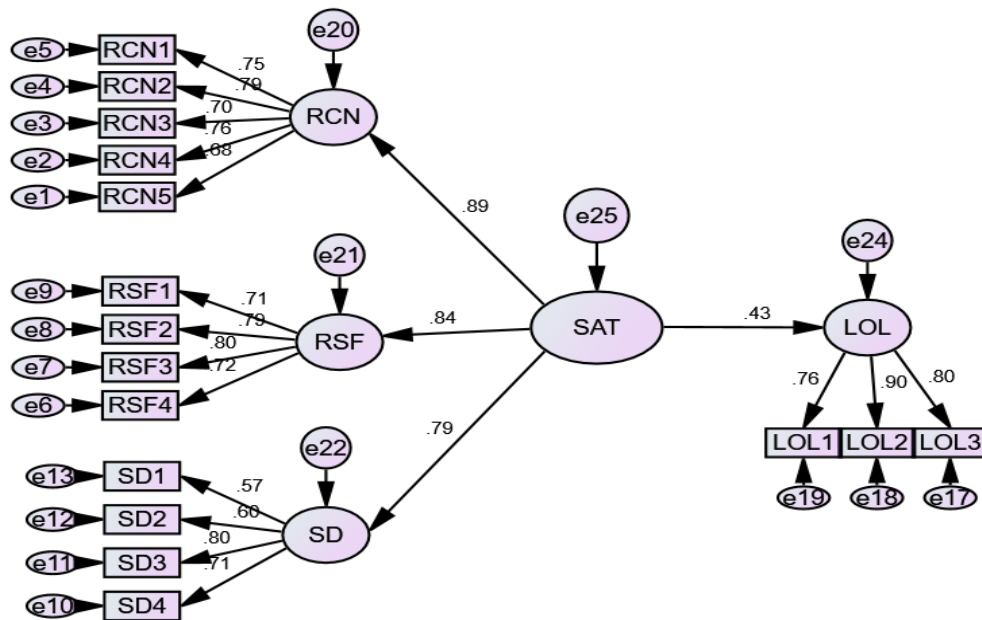 e20
e5 RCN1
.75
e4 RCN2
.79
e3 RCN3
.70
RCN
e2 RCN4
.76
e1 RCN5
.68
.89
e25
e24
e21
e9 RSF1
.71
e8 RSF2
.79
RSF
.84
SAT
.43
LOL
e7 RSF3
.80
e6 RSF4
.72
.76
.90
.80
.79
LOL1 LOL2 LOL3
e19 e18 e17
e22
e13 SD1
.57
e12 SD2
.60
SD
e11 SD3
.80
e10 SD4
.71